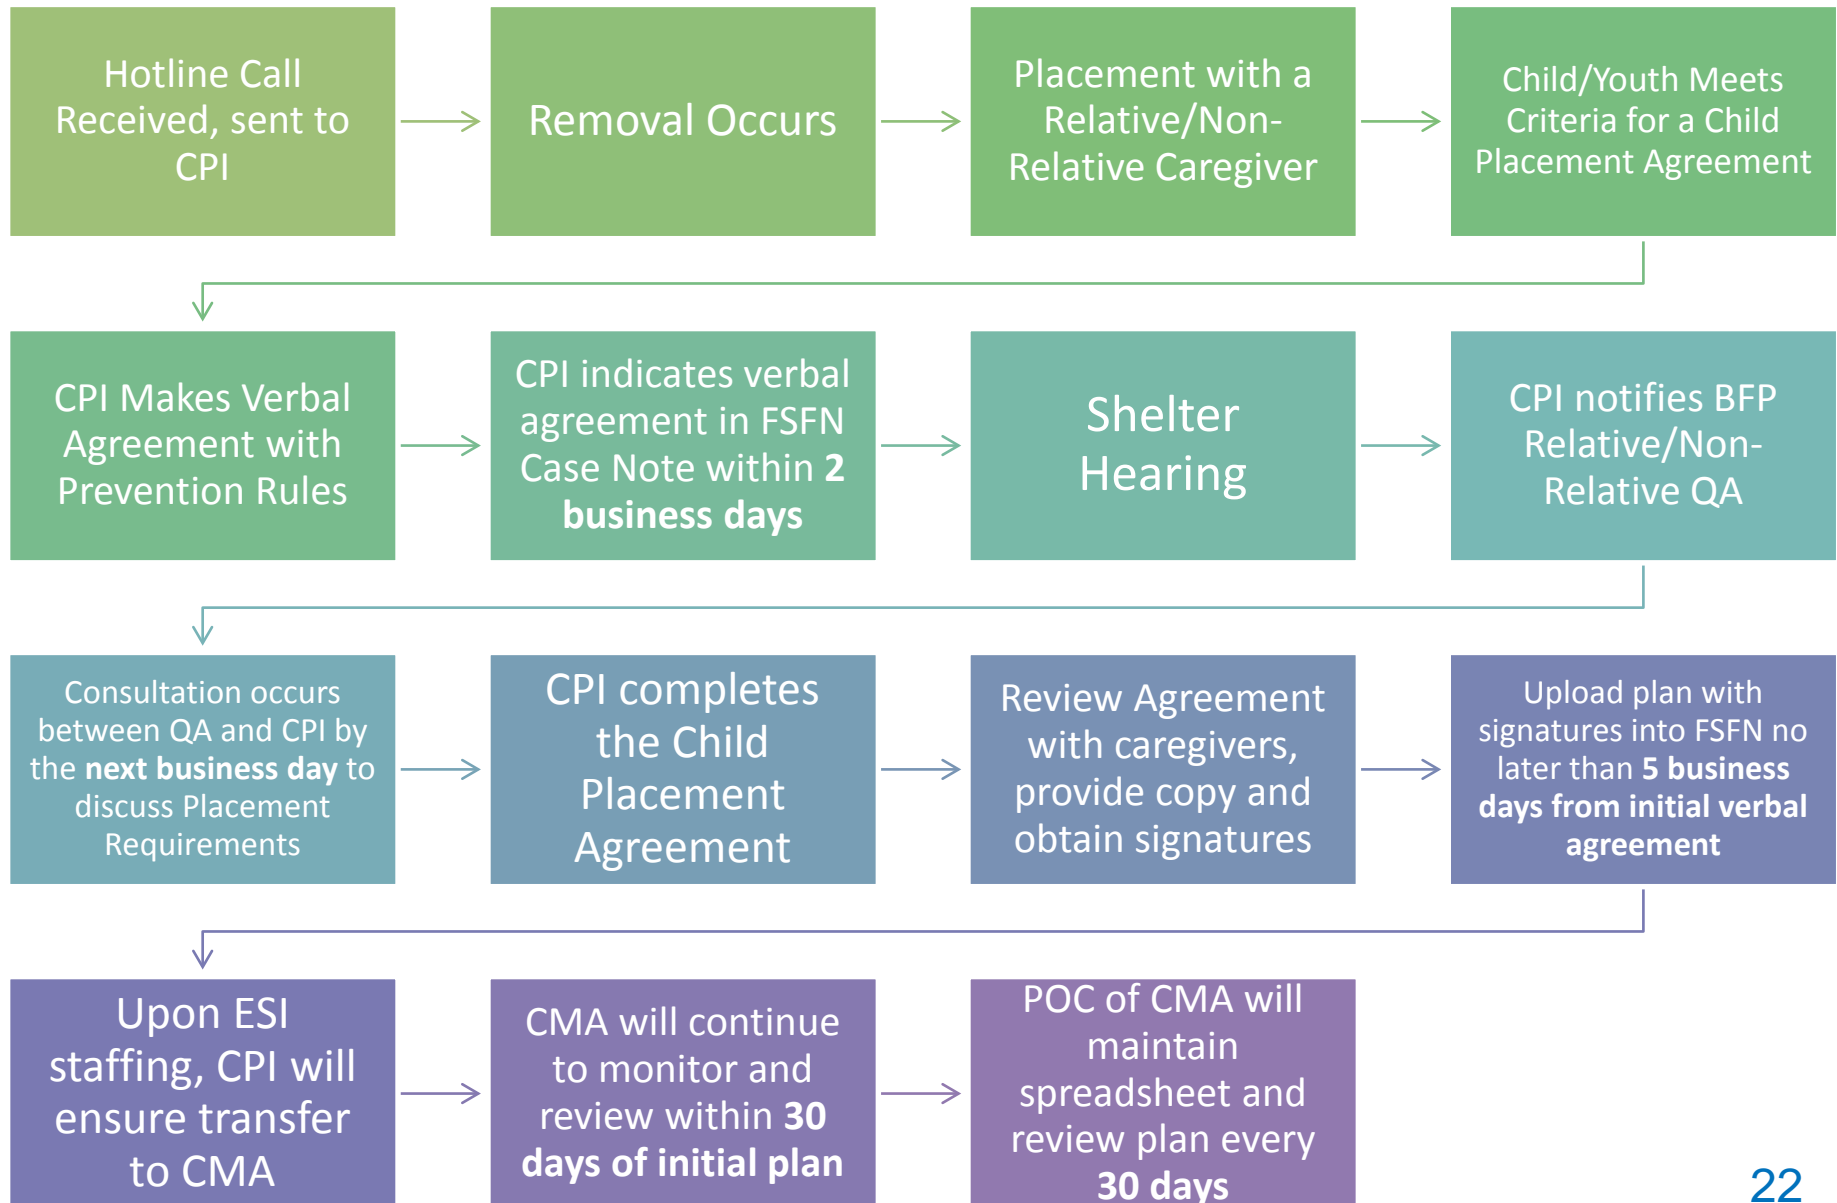 Hotline Call
Received, sent to
CPI
Removal Occurs
Placement with a
Relative/Non-
Relative Caregiver
Child/Youth Meets
Criteria for a Child
Placement Agreement
CPI Makes Verbal
Agreement with
Prevention Rules
CPI indicates verbal
agreement in FSFN
Case Note within 2
business days
Shelter
Hearing
CPI notifies BFP
Relative/Non-
Relative QA
Consultation occurs
between QA and CPI by
the next business day to
discuss Placement
Requirements
CPI completes
the Child
Placement
Agreement
Review Agreement
with caregivers,
provide copy and
obtain signatures
Upload plan with
signatures into FSFN no
later than 5 business
days from initial verbal
agreement
Upon ESI
staffing, CPI will
ensure transfer
to CMA
CMA will continue
to monitor and
review within 30
days of initial plan
POC of CMA will
maintain
spreadsheet and
review plan every
30 days
22